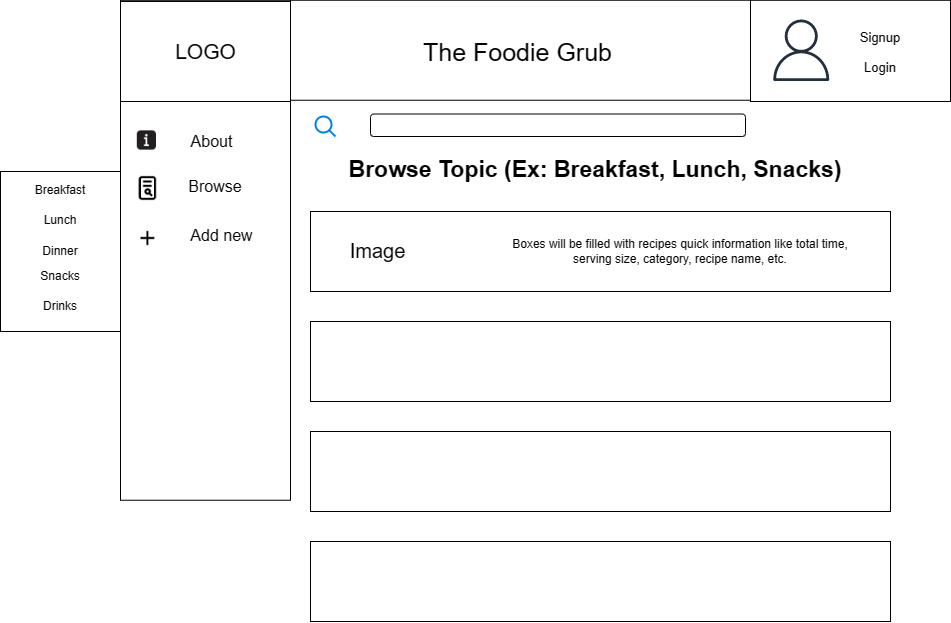 LOGO
The Foodie Grub
Signup
Login
About
Browse
Add new
Breakfast
Lunch
Dinner
Snacks
Drinks
Browse Topic (Ex: Breakfast, Lunch, Snacks)
Image
Boxes will be filled with recipes quick information like total time,
serving size, category, recipe name, etc.